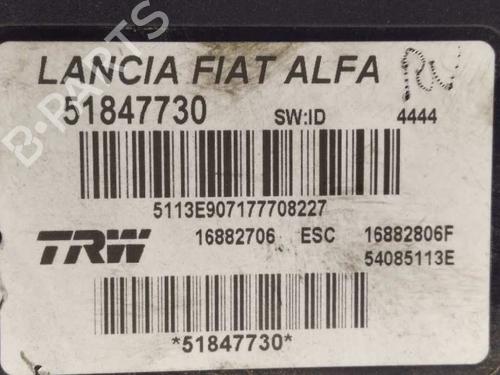 LANCIA FIAT ALFA
51847730 SW:ID 4444
5113E907177708227
TRW 16882706 ESC 16882806F
54085113E
*51847730*
B-PARTS